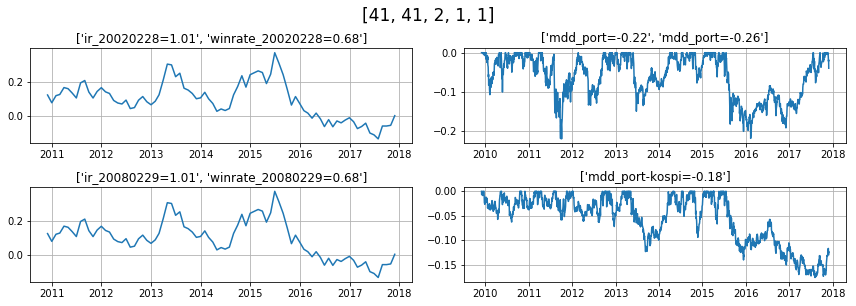 [41, 41, 2, 1, 1]
['ir_20020228=1.01', 'winrate_20020228=0.68']
0.2
0.0
2011 2012 2013 2014 2015 2016 2017 2018
['mdd_port=-0.22', 'mdd_port=-0.26']
0.0
−0.1
−0.2
2010 2011 2012 2013 2014 2015 2016 2017 2018
['ir_20080229=1.01', 'winrate_20080229=0.68']
0.2
0.0
2011 2012 2013 2014 2015 2016 2017 2018
['mdd_port-kospi=-0.18']
0.00
−0.05
−0.10
−0.15
2010 2011 2012 2013 2014 2015 2016 2017 2018